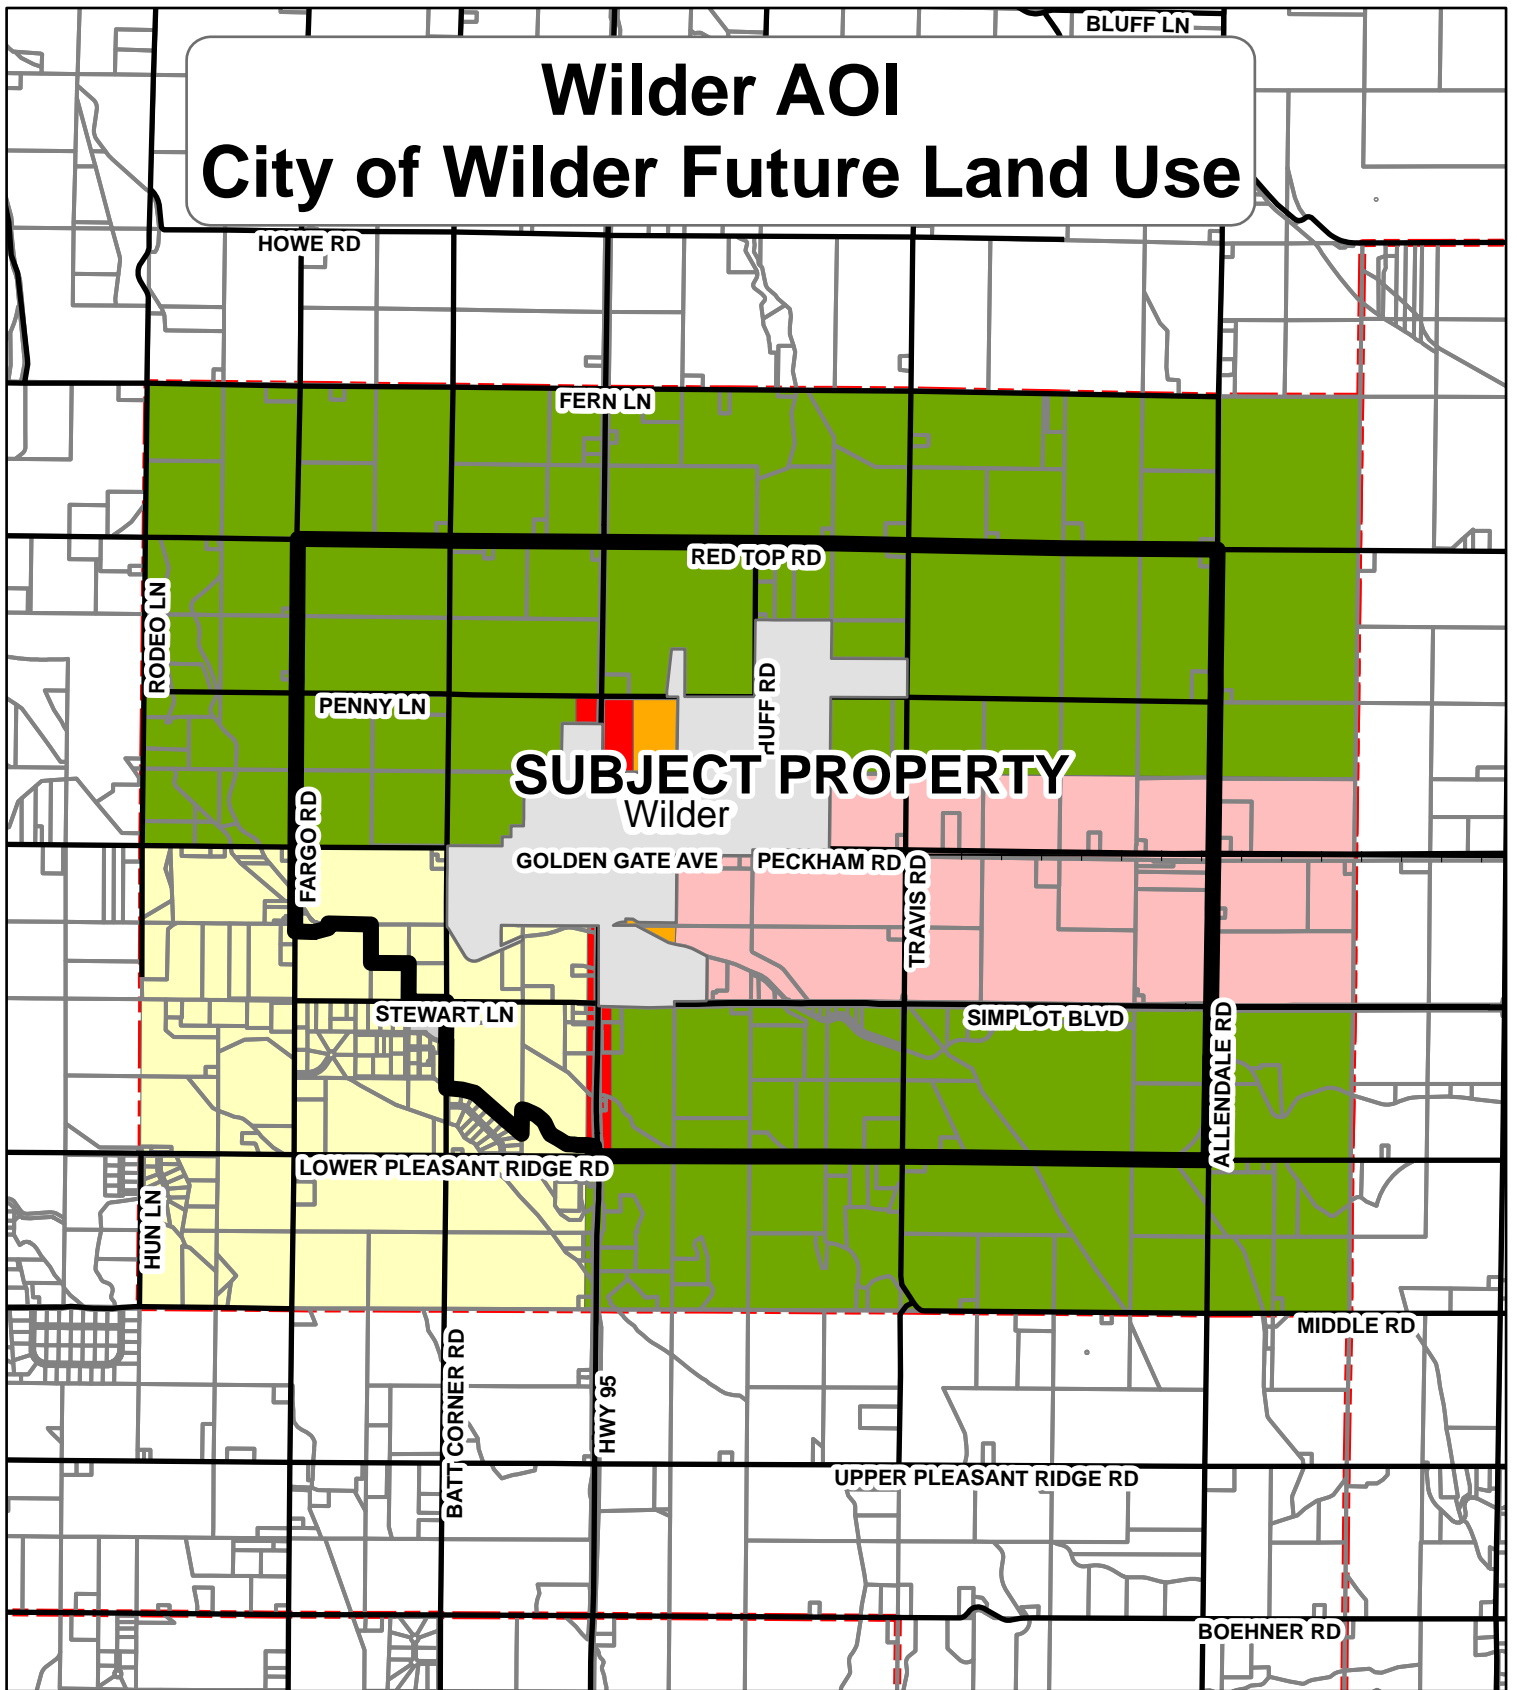 BLUFF LN
Wilder AOI
City of Wilder Future Land Use
HOWE RD
FERN LN
RED TOP RD
RODEO LN
HUFF RD
PENNY LN
SUBJECT PROPERTY
Wilder
FARGO RD
GOLDEN GATE AVE
PECKHAM RD
TRAVIS RD
STEWART LN
SIMPLOT BLVD
ALLENDALE RD
LOWER PLEASANT RIDGE RD
HUN LN
MIDDLE RD
BATT CORNER RD
HWY 95
UPPER PLEASANT RIDGE RD
BOEHNER RD